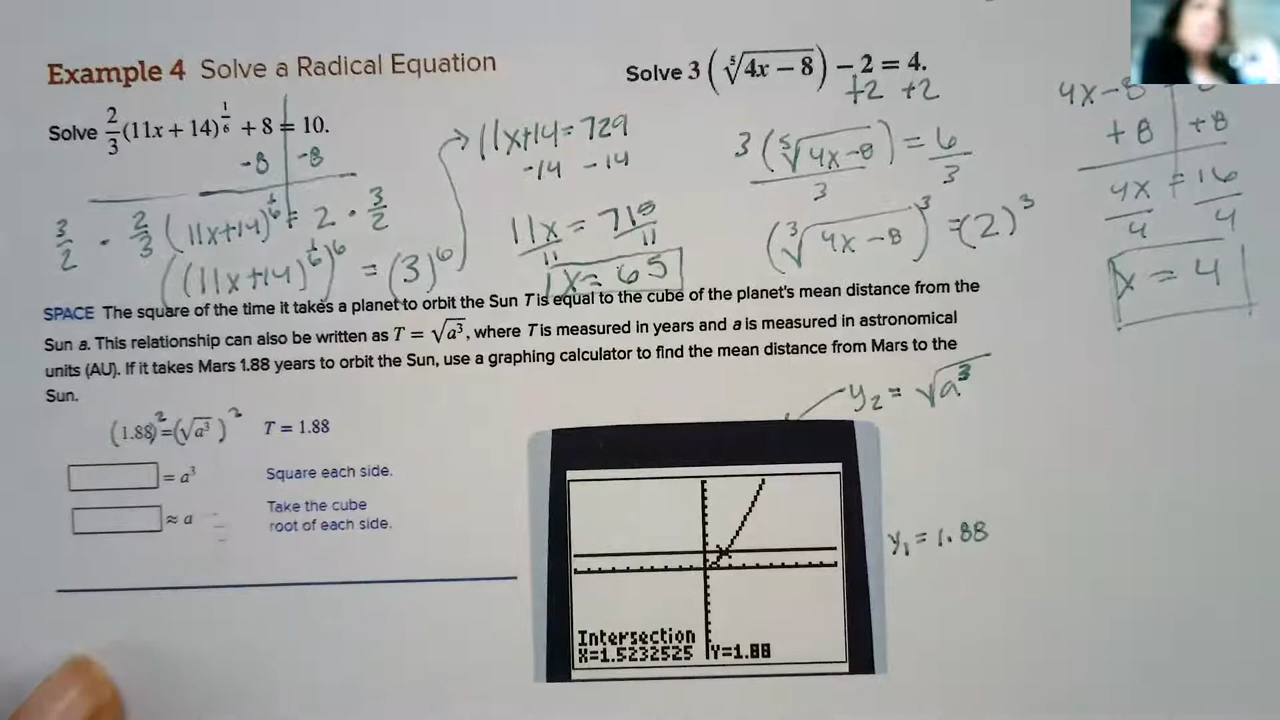 Example 4 Solve a Radical Equation
Solve 2/3(11x + 14)^1/6 + 8 = 10.
-8 -8
3/2 · 2/3 (11x+14)^1/6 = 2 · 3/2
((11x+14)^1/6)^6 = (3)^6
→ 11x+14 = 729
-14 -14
11x = 715
11 11
x = 65
Solve 3(⁵√4x − 8) − 2 = 4.
+2 +2
3(⁵√4x-8) = 6
3 3
(³√4x-8)³ = (2)³
4x-8
+8 +8
4x = 16
4 4
x = 4
SPACE The square of the time it takes a planet to orbit the Sun T is equal to the cube of the planet's mean distance from the
Sun a. This relationship can also be written as T = √a³, where T is measured in years and a is measured in astronomical
units (AU). If it takes Mars 1.88 years to orbit the Sun, use a graphing calculator to find the mean distance from Mars to the
Sun.
y₂ = √a³
(1.88)² = (√a³)² T = 1.88
= a³ Square each side.
≈ a Take the cube
root of each side.
y₁ = 1.88
Intersection
X=1.5232525 Y=1.88